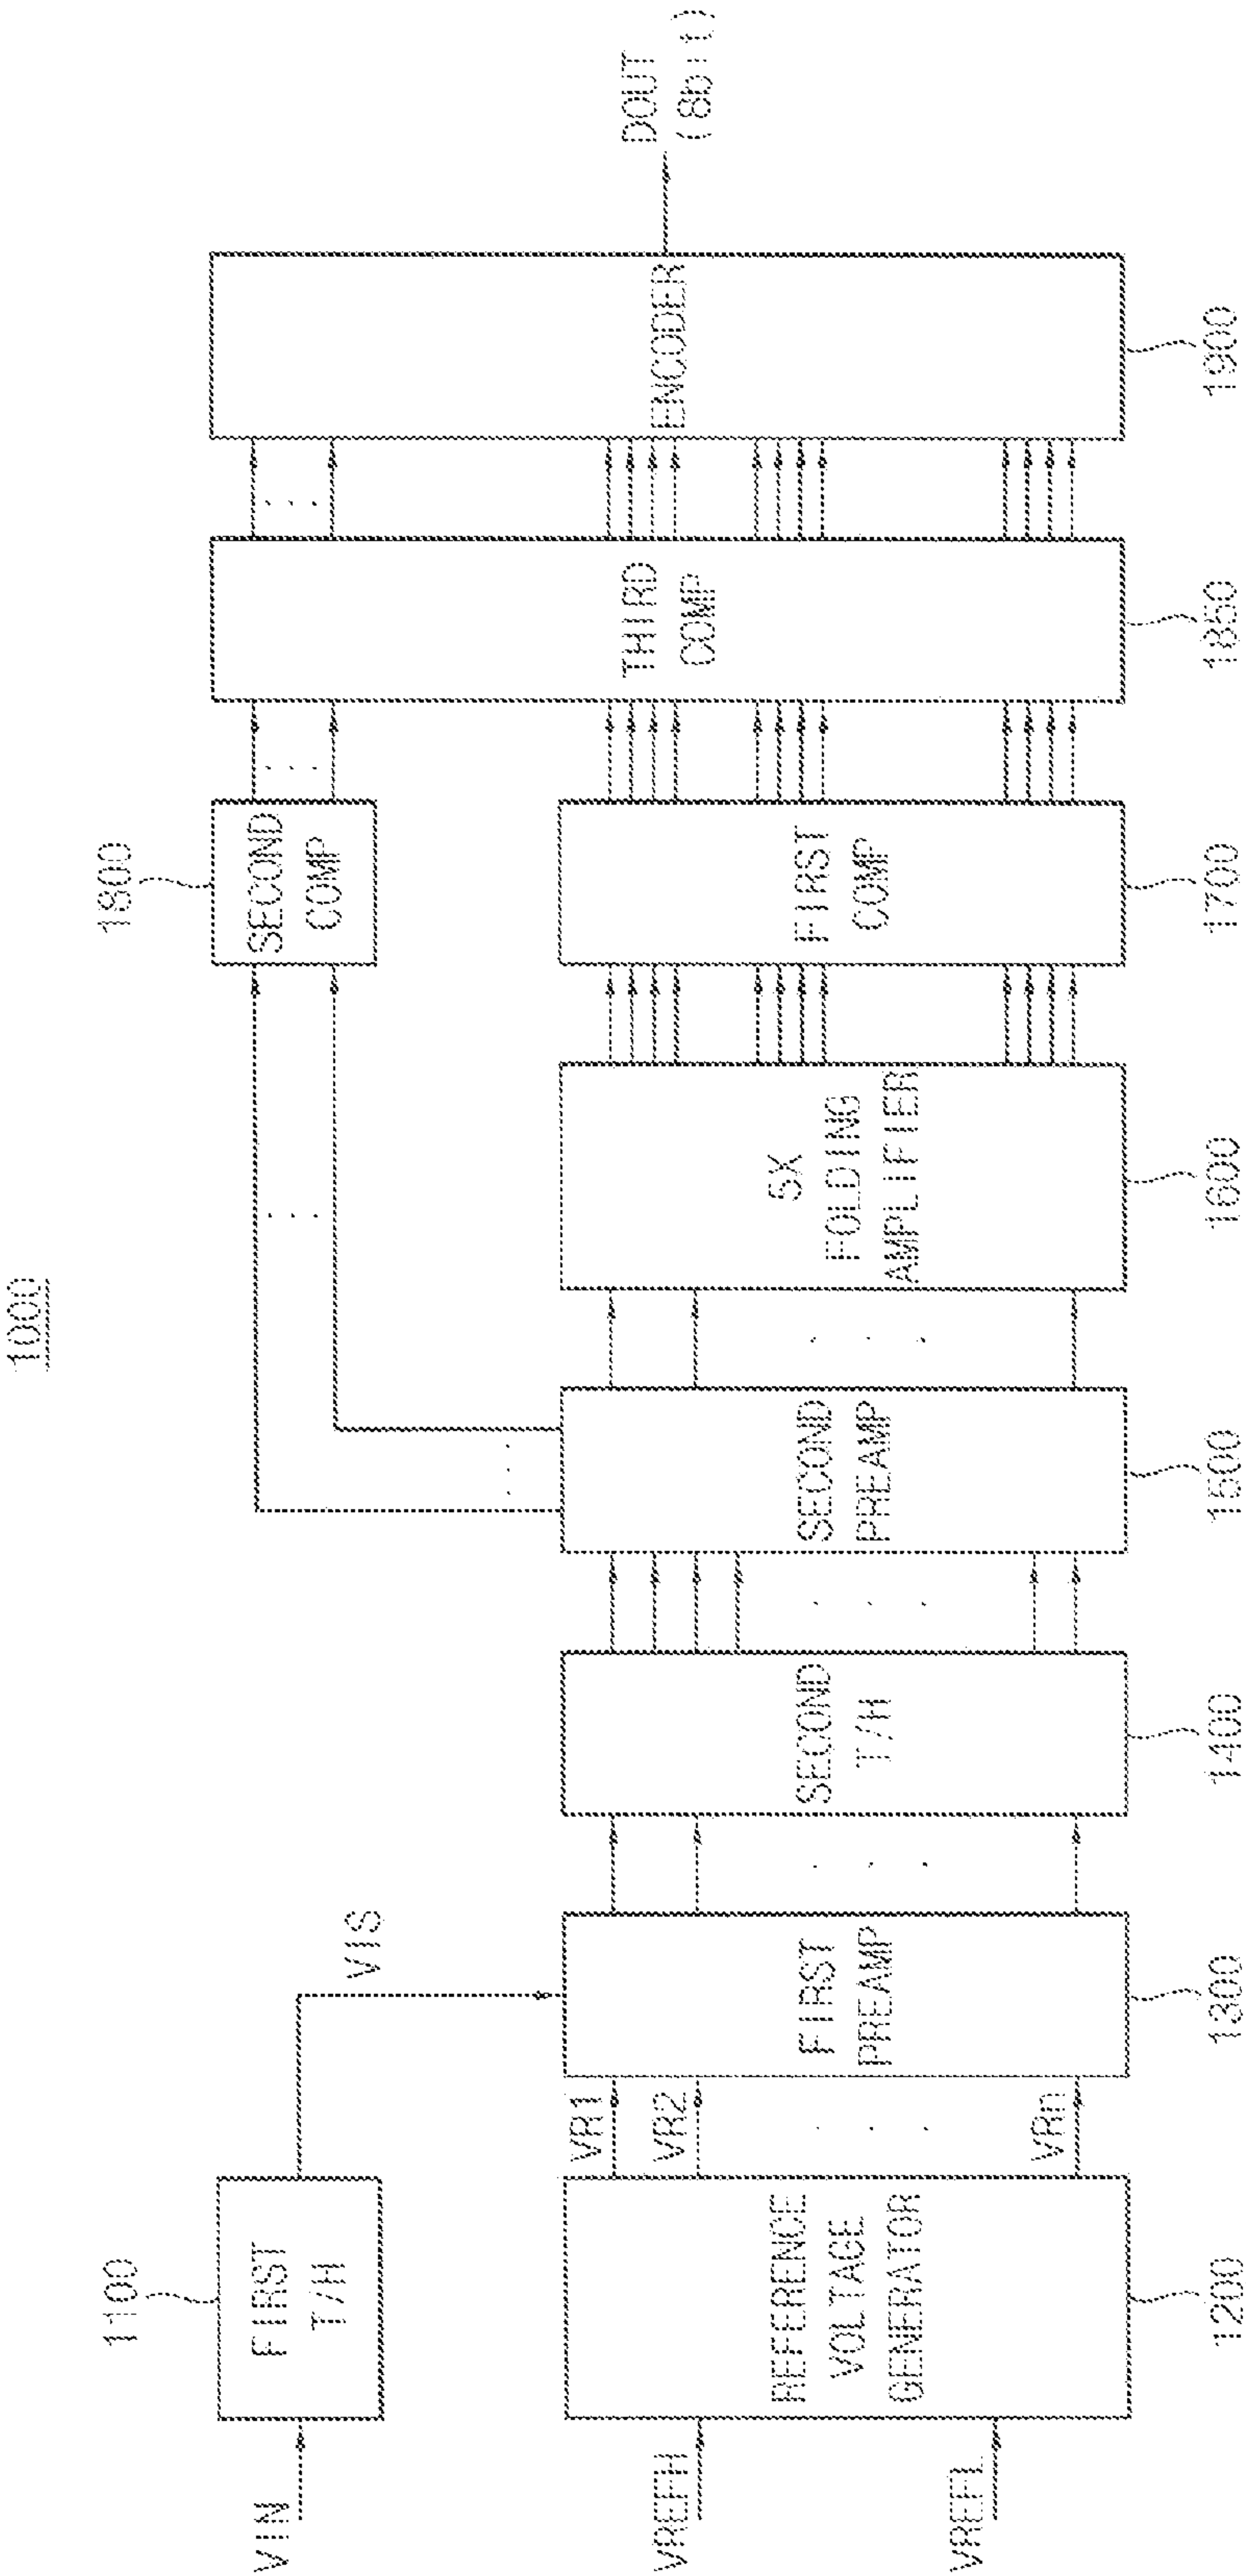 1000
VIN
FIRST
T/H
1100
VIS
VREFH
VREFL
REFERENCE
VOLTAGE
GENERATOR
1200
VR1
VR2
VRn
FIRST
PREAMP
1300
SECOND
T/H
1400
SECOND
PREAMP
1500
5X
FOLDING
AMPLIFIER
1600
FIRST
COMP
1700
SECOND
COMP
1800
THIRD
COMP
1850
ENCODER
1900
DOUT
(8bit)